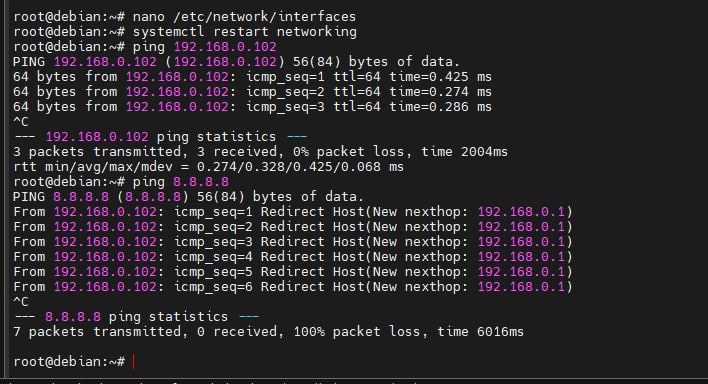 root@debian:~# nano /etc/network/interfaces
root@debian:~# systemctl restart networking
root@debian:~# ping 192.168.0.102
PING 192.168.0.102 (192.168.0.102) 56(84) bytes of data.
64 bytes from 192.168.0.102: icmp_seq=1 ttl=64 time=0.425 ms
64 bytes from 192.168.0.102: icmp_seq=2 ttl=64 time=0.274 ms
64 bytes from 192.168.0.102: icmp_seq=3 ttl=64 time=0.286 ms
^C
--- 192.168.0.102 ping statistics ---
3 packets transmitted, 3 received, 0% packet loss, time 2004ms
rtt min/avg/max/mdev = 0.274/0.328/0.425/0.068 ms
root@debian:~# ping 8.8.8.8
PING 8.8.8.8 (8.8.8.8) 56(84) bytes of data.
From 192.168.0.102: icmp_seq=1 Redirect Host(New nexthop: 192.168.0.1)
From 192.168.0.102: icmp_seq=2 Redirect Host(New nexthop: 192.168.0.1)
From 192.168.0.102: icmp_seq=3 Redirect Host(New nexthop: 192.168.0.1)
From 192.168.0.102: icmp_seq=4 Redirect Host(New nexthop: 192.168.0.1)
From 192.168.0.102: icmp_seq=5 Redirect Host(New nexthop: 192.168.0.1)
From 192.168.0.102: icmp_seq=6 Redirect Host(New nexthop: 192.168.0.1)
^C
--- 8.8.8.8 ping statistics ---
7 packets transmitted, 0 received, 100% packet loss, time 6016ms
root@debian:~#